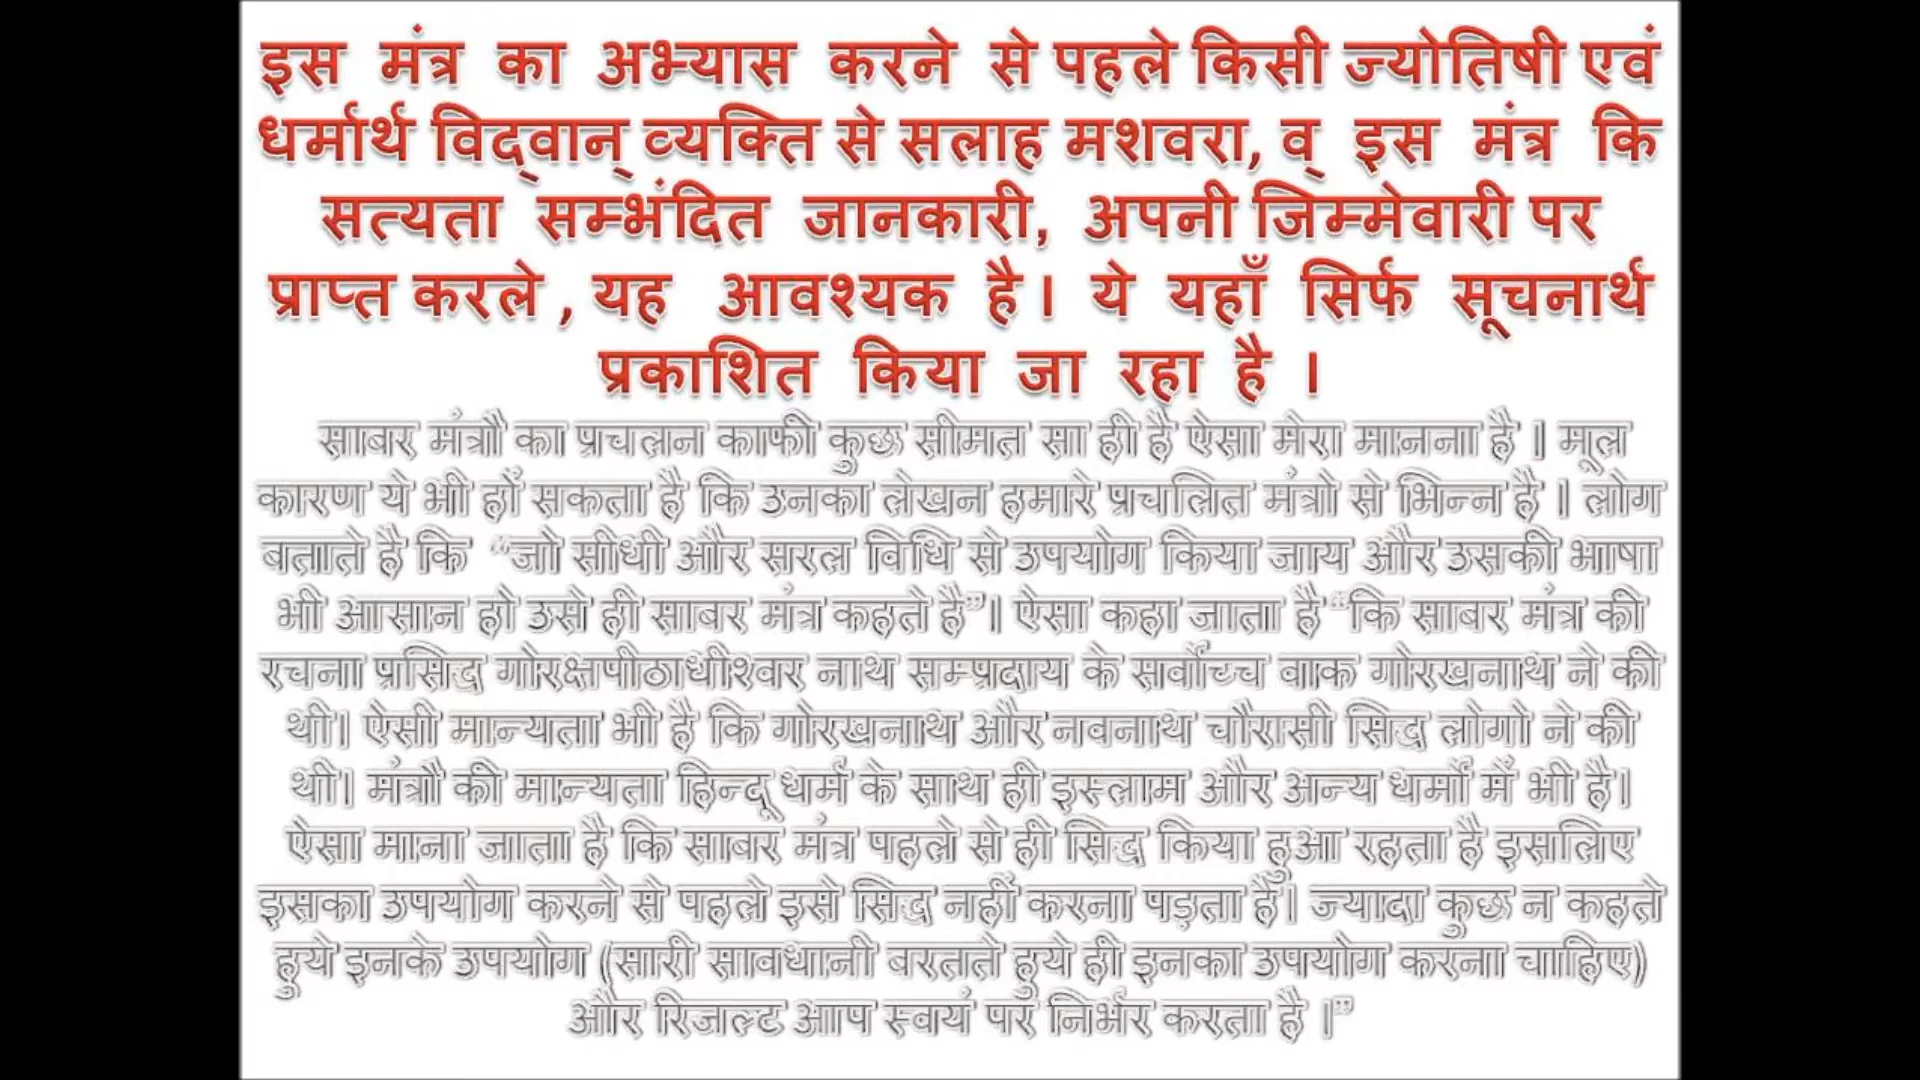 इस मंत्र का अभ्यास करने से पहले किसी ज्योतिषी एवं
धर्मार्थ विद्वान् व्यक्ति से सलाह मशवरा, व् इस मंत्र कि
सत्यता सम्भंदित जानकारी, अपनी जिम्मेवारी पर
प्राप्त करले , यह आवश्यक है। ये यहाँ सिर्फ सूचनार्थ
प्रकाशित किया जा रहा है ।
साबर मंत्रौ का प्रचलन काफी कुछ सीमत सा ही है ऐसा मेरा मानना है । मूल
कारण ये भी हों सकता है कि उनका लेखन हमारे प्रचालित मंत्रो से भिन्न है । लोग
बताते है कि “जो सीधी और सरल विधि से उपयोग किया जाय और उसकी भाषा
भी आसान हो उसे ही साबर मंत्र कहते है”। ऐसा कहा जाता है “कि साबर मंत्र की
रचना प्रसिद्ध गोरक्षपीठाधीश्वर नाथ सम्प्रदाय के सर्वोच्च वाक गोरखनाथ ने की
थी। ऐसी मान्यता भी है कि गोरखनाथ और नवनाथ चौरासी सिद्ध लोगो ने की
थी। मंत्रौ की मान्यता हिन्दू धर्म के साथ ही इस्लाम और अन्य धर्मों में भी है।
ऐसा माना जाता है कि साबर मंत्र पहले से ही सिद्ध किया हुआ रहता है इसलिए
इसका उपयोग करने से पहले इसे सिद्ध नहीं करना पड़ता है। ज्यादा कुछ न कहते
हुये इनके उपयोग (सारी सावधानी बरतते हुये ही इनका उपयोग करना चाहिए)
और रिजल्ट आप स्वयं पर निर्भर करता है ।”